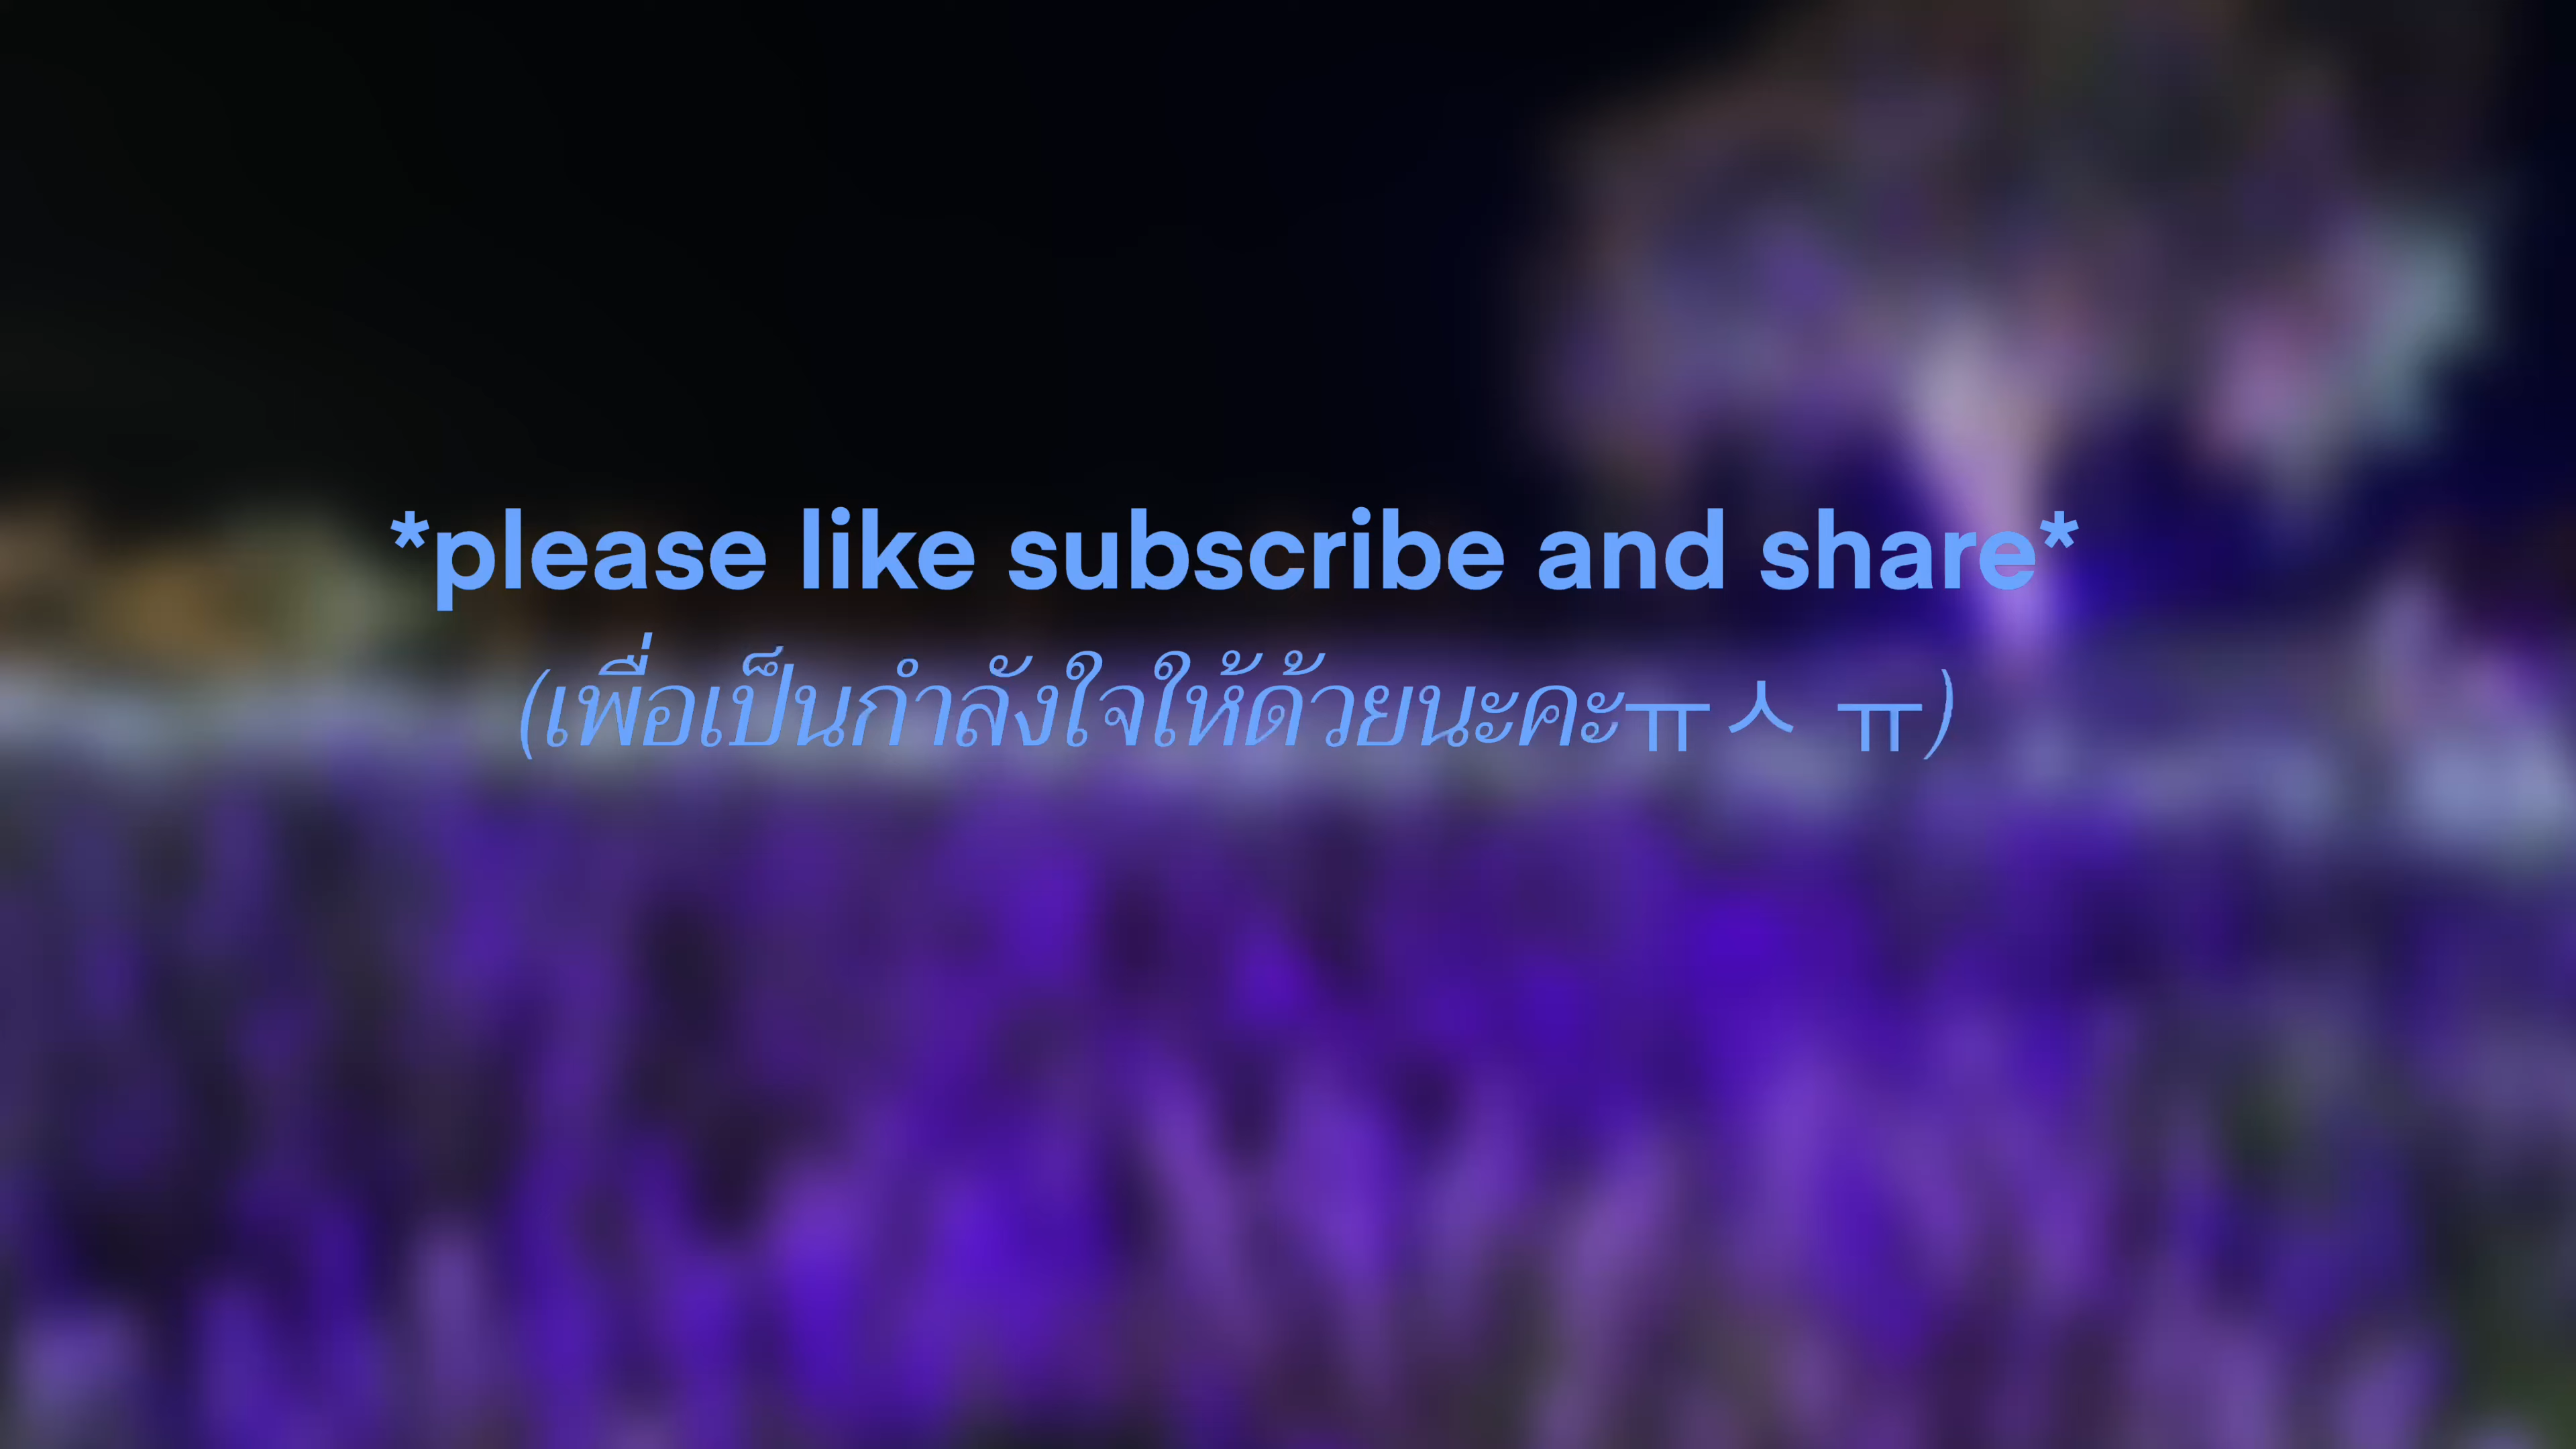 *please like subscribe and share*
(เพื่อเป็นกำลังใจให้ด้วยนะคะㅠㅅ ㅠ)